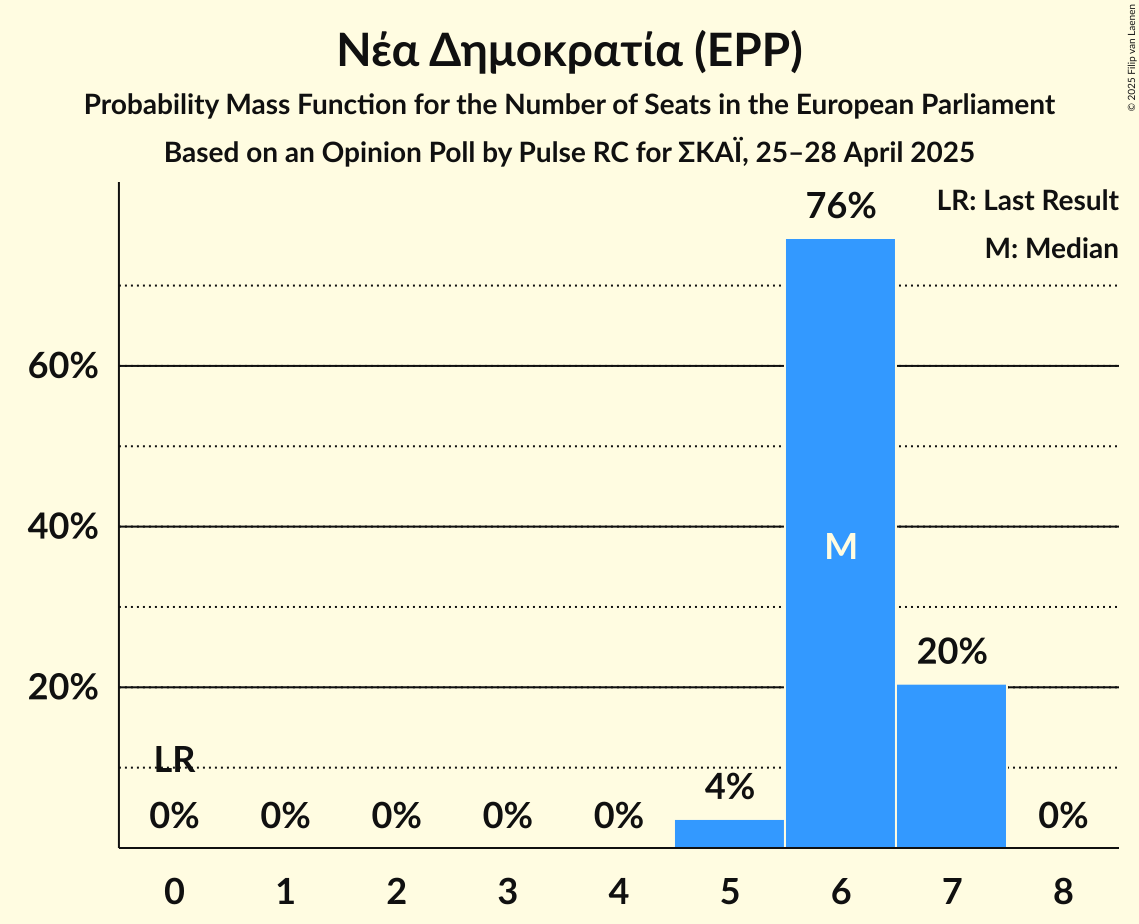 Νέα Δημοκρατία (EPP)
Probability Mass Function for the Number of Seats in the European Parliament
Based on an Opinion Poll by Pulse RC for ΣΚΑΪ, 25–28 April 2025
© 2025 Filip van Laenen
LR: Last Result
M: Median
76%
60%
40%
M
20%
20%
LR
4%
0% 0% 0% 0% 0% 0%
0 1 2 3 4 5 6 7 8